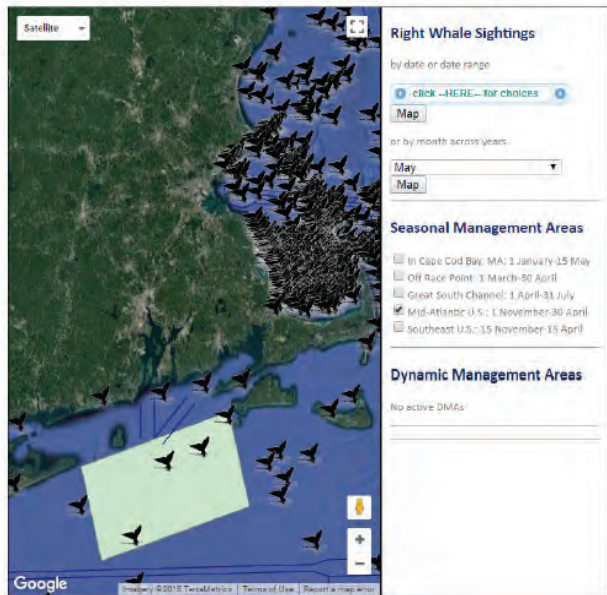 Satellite
Right Whale Sightings
by date or date range
click --HERE-- for choices
Map
or by month across years
May
Map
Seasonal Management Areas
In Cape Cod Bay, MA: 1 January-15 May
Off Race Point: 1 March-30 April
Great South Channel: 1 April-31 July
Mid-Atlantic U.S.: 1 November-30 April
Southeast U.S.: 15 November-15 April
Dynamic Management Areas
No active DMAs
+
−
Google
Imagery ©2018 TerraMetrics
Terms of Use
Report a map error